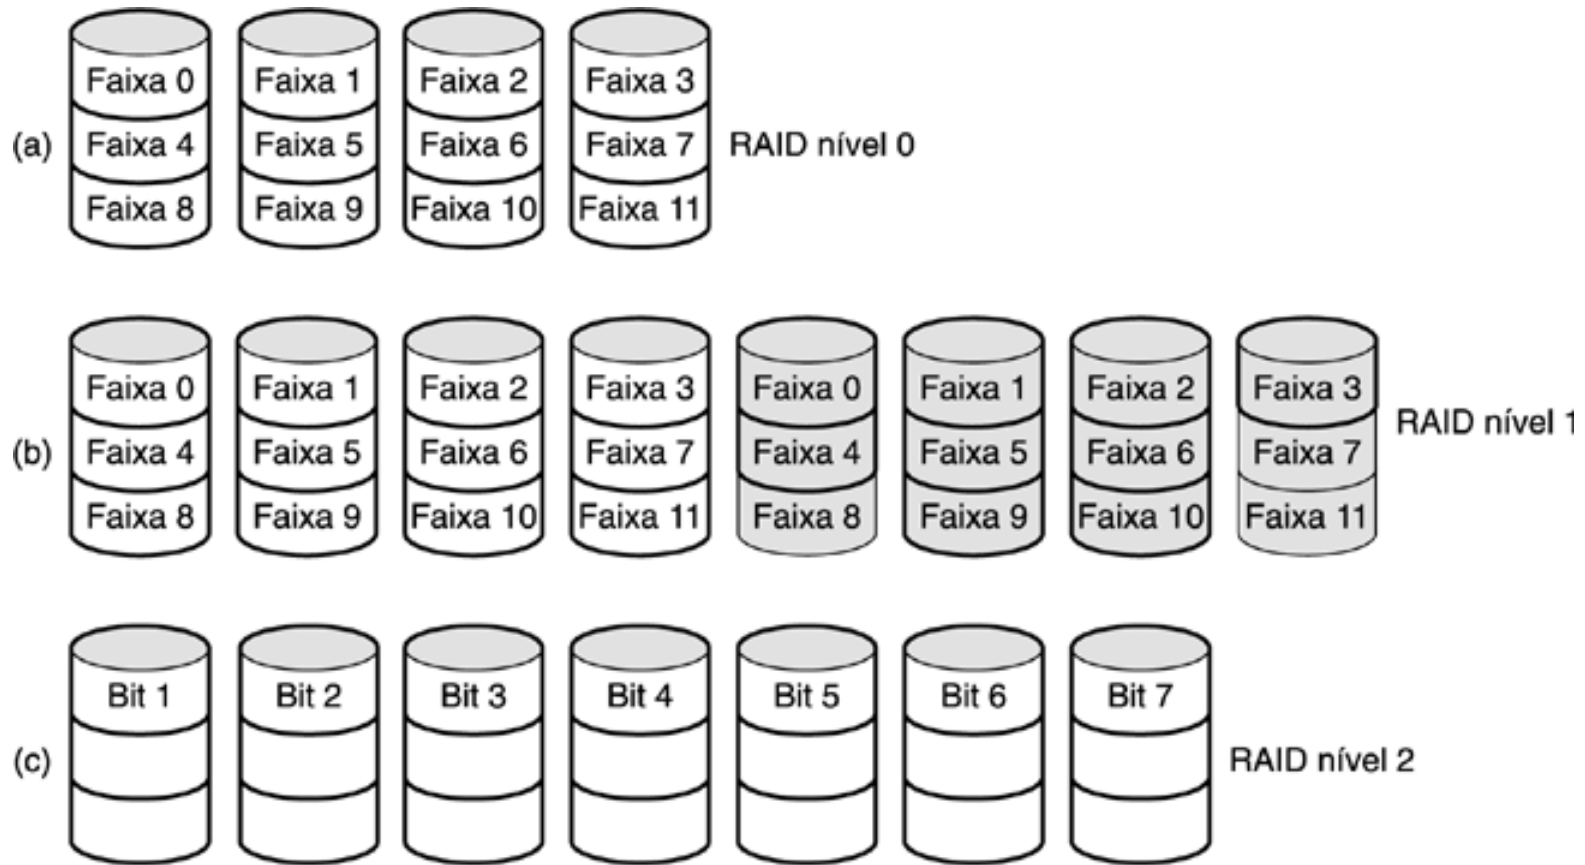 Faixa 0 Faixa 1 Faixa 2 Faixa 3
(a) Faixa 4 Faixa 5 Faixa 6 Faixa 7 RAID nível 0
Faixa 8 Faixa 9 Faixa 10 Faixa 11
Faixa 0 Faixa 1 Faixa 2 Faixa 3 Faixa 0 Faixa 1 Faixa 2 Faixa 3
RAID nível 1
(b) Faixa 4 Faixa 5 Faixa 6 Faixa 7 Faixa 4 Faixa 5 Faixa 6 Faixa 7
Faixa 8 Faixa 9 Faixa 10 Faixa 11 Faixa 8 Faixa 9 Faixa 10 Faixa 11
Bit 1 Bit 2 Bit 3 Bit 4 Bit 5 Bit 6 Bit 7
(c) RAID nível 2